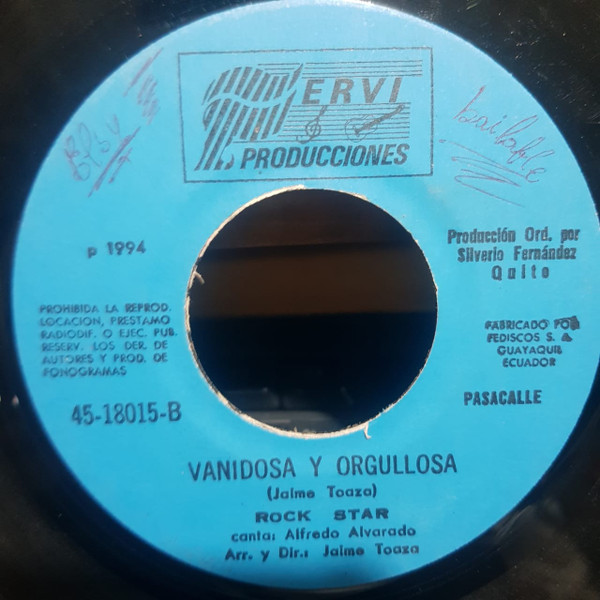 SERVI
PRODUCCIONES
bailable
p 1994
Producción Ord. por
Silverio Fernández
Quito
PROHIBIDA LA REPROD.
LOCACION, PRESTAMO
RADIODIF. O EJEC. PUB.
RESERV. LOS DER. DE
AUTORES Y PROD. DE
FONOGRAMAS
FABRICADO POR
FEDISCOS S. A.
GUAYAQUIL
ECUADOR
45-18015-B
PASACALLE
VANIDOSA Y ORGULLOSA
(Jaime Toaza)
ROCK STAR
canta: Alfredo Alvarado
Arr. y Dir.: Jaime Toaza